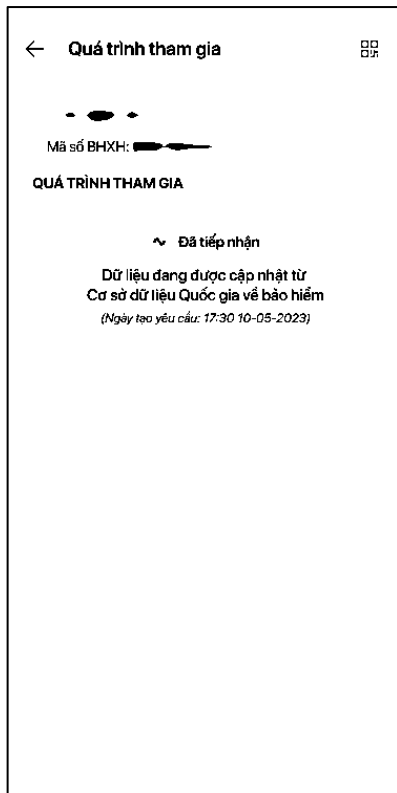 Quá trình tham gia
Mã số BHXH:
QUÁ TRÌNH THAM GIA
Đã tiếp nhận
Dữ liệu đang được cập nhật từ
Cơ sở dữ liệu Quốc gia về bảo hiểm
(Ngày tạo yêu cầu: 17:30 10-05-2023)